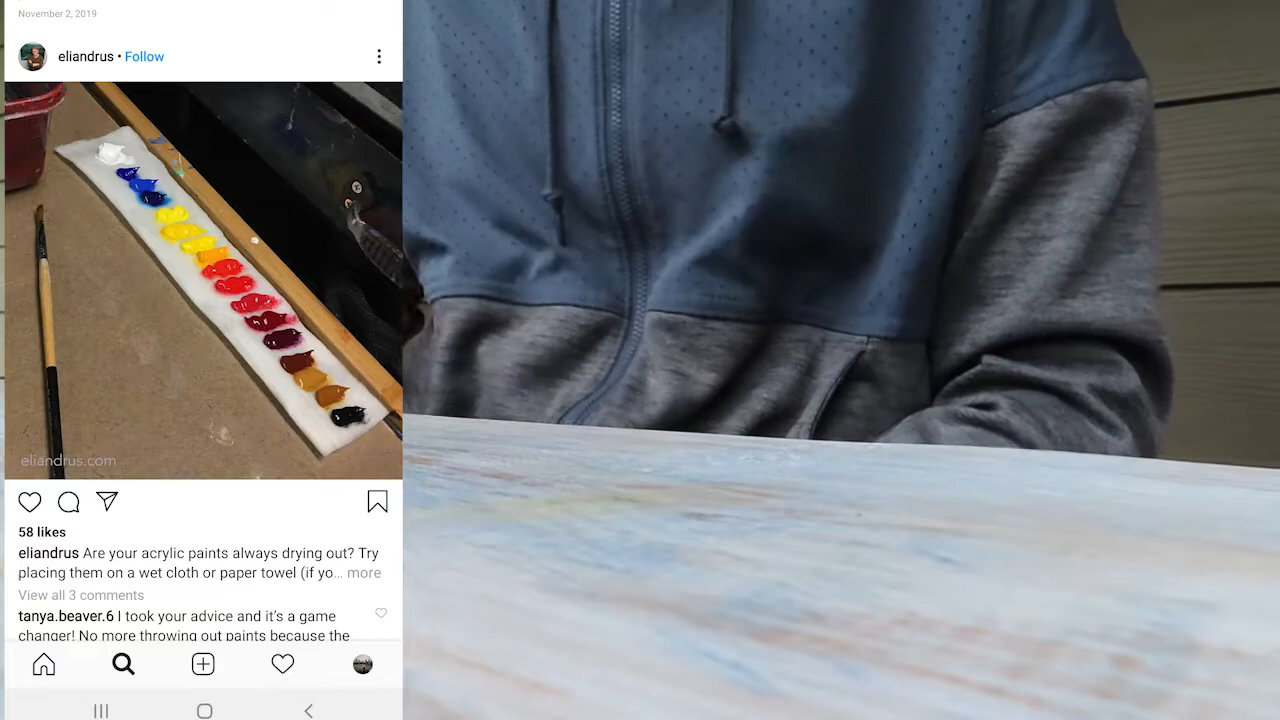 November 2, 2019
eliandrus • Follow
eliandrus.com
58 likes
eliandrus Are your acrylic paints always drying out? Try
placing them on a wet cloth or paper towel (if yo... more
View all 3 comments
tanya.beaver.6 I took your advice and it's a game
changer! No more throwing out paints because the